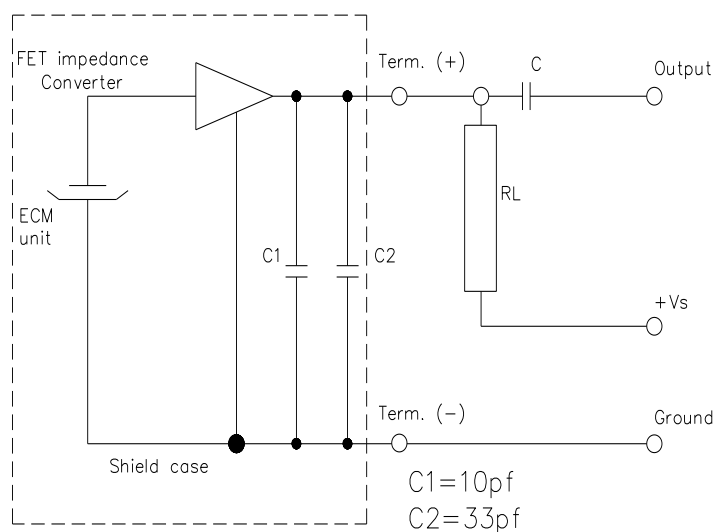 FET impedance
Converter
Term. (+)
C
Output
ECM
unit
C1
C2
RL
+Vs
Term. (-)
Ground
Shield case
C1=10pf
C2=33pf